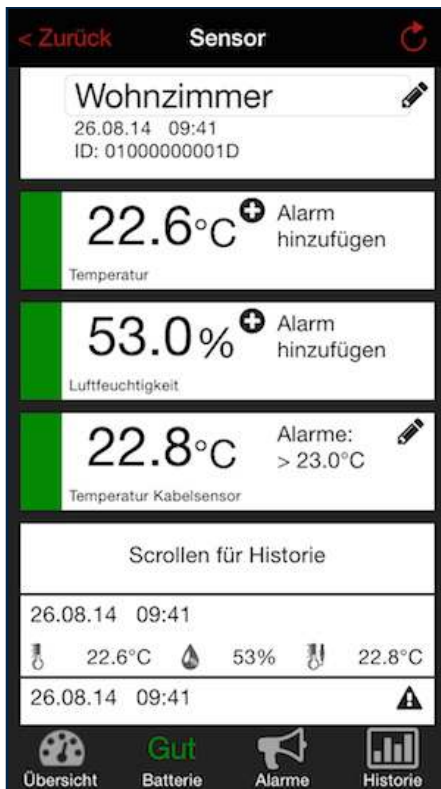 < Zurück Sensor
Wohnzimmer
26.08.14 09:41
ID: 01000000001D
22.6°C Alarm
hinzufügen
Temperatur
53.0% Alarm
hinzufügen
Luftfeuchtigkeit
22.8°C Alarme:
> 23.0°C
Temperatur Kabelsensor
Scrollen für Historie
26.08.14 09:41
22.6°C 53% 22.8°C
26.08.14 09:41
Gut
Übersicht Batterie Alarme Historie